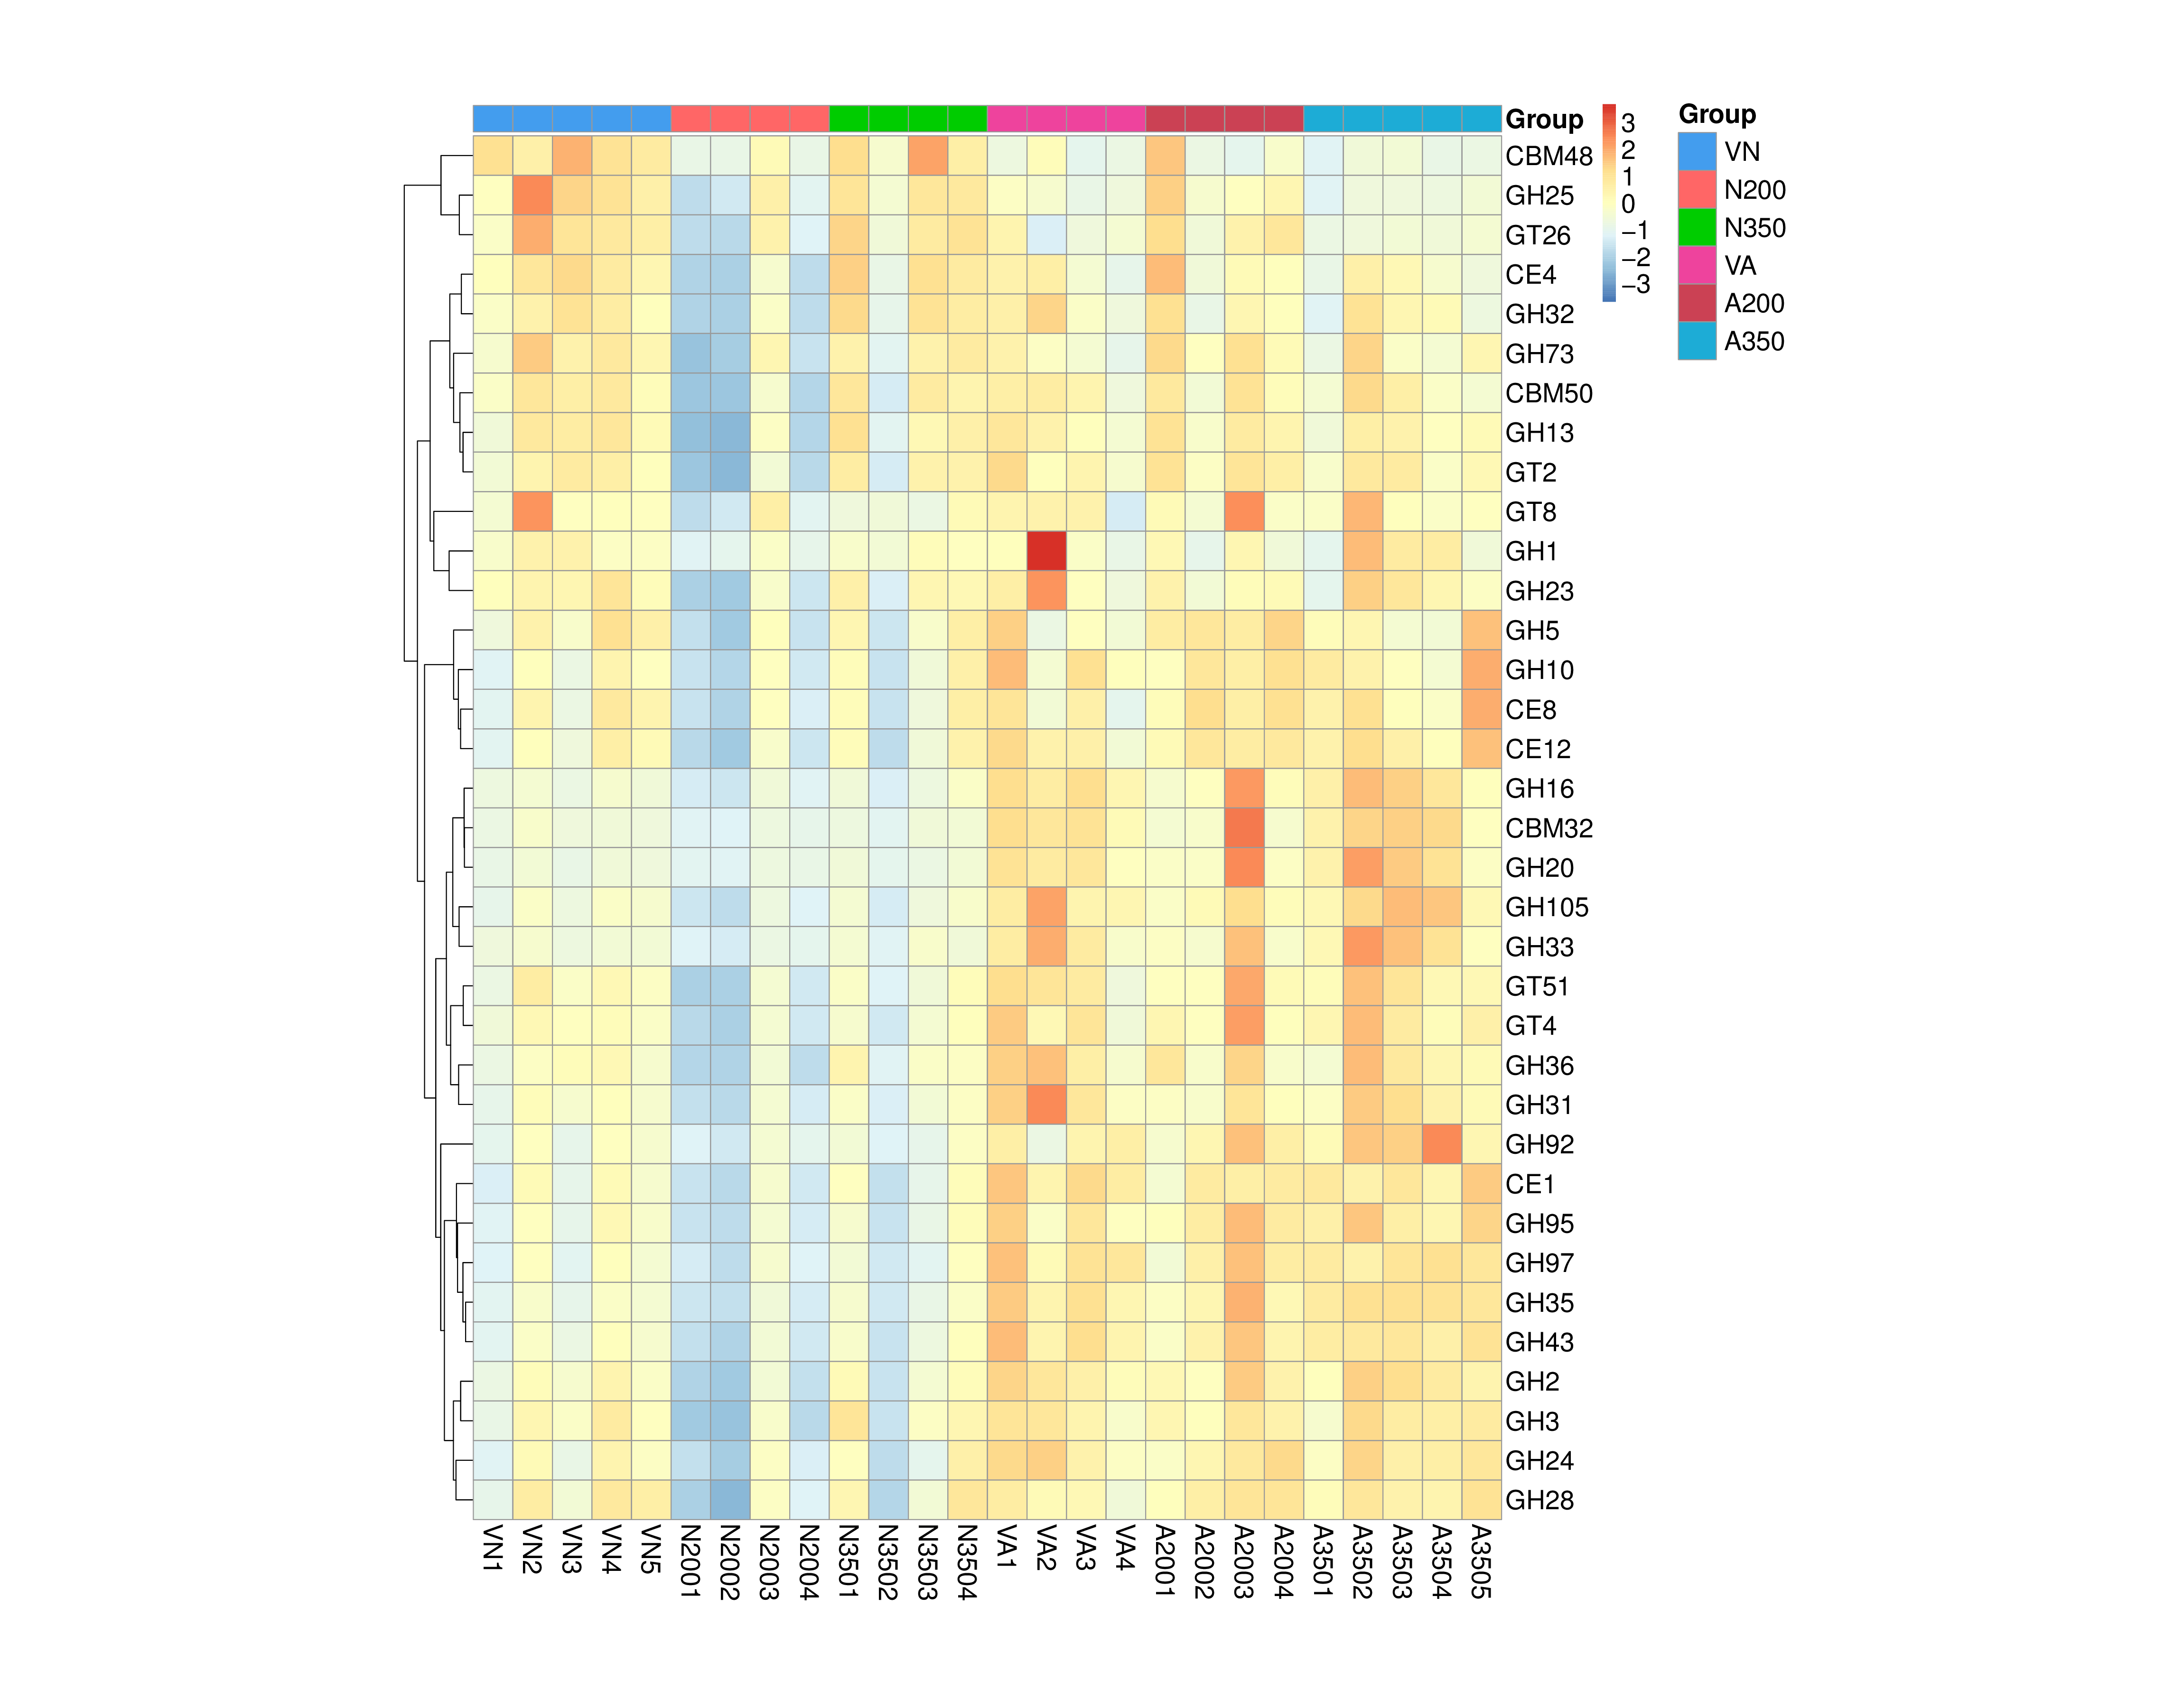 Group
3
2
1
0
−1
−2
−3
Group
VN
N200
N350
VA
A200
A350
CBM48
GH25
GT26
CE4
GH32
GH73
CBM50
GH13
GT2
GT8
GH1
GH23
GH5
GH10
CE8
CE12
GH16
CBM32
GH20
GH105
GH33
GT51
GT4
GH36
GH31
GH92
CE1
GH95
GH97
GH35
GH43
GH2
GH3
GH24
GH28
VN1
VN2
VN3
VN4
VN5
N2001
N2002
N2003
N2004
N3501
N3502
N3503
N3504
VA1
VA2
VA3
VA4
A2001
A2002
A2003
A2004
A3501
A3502
A3503
A3504
A3505